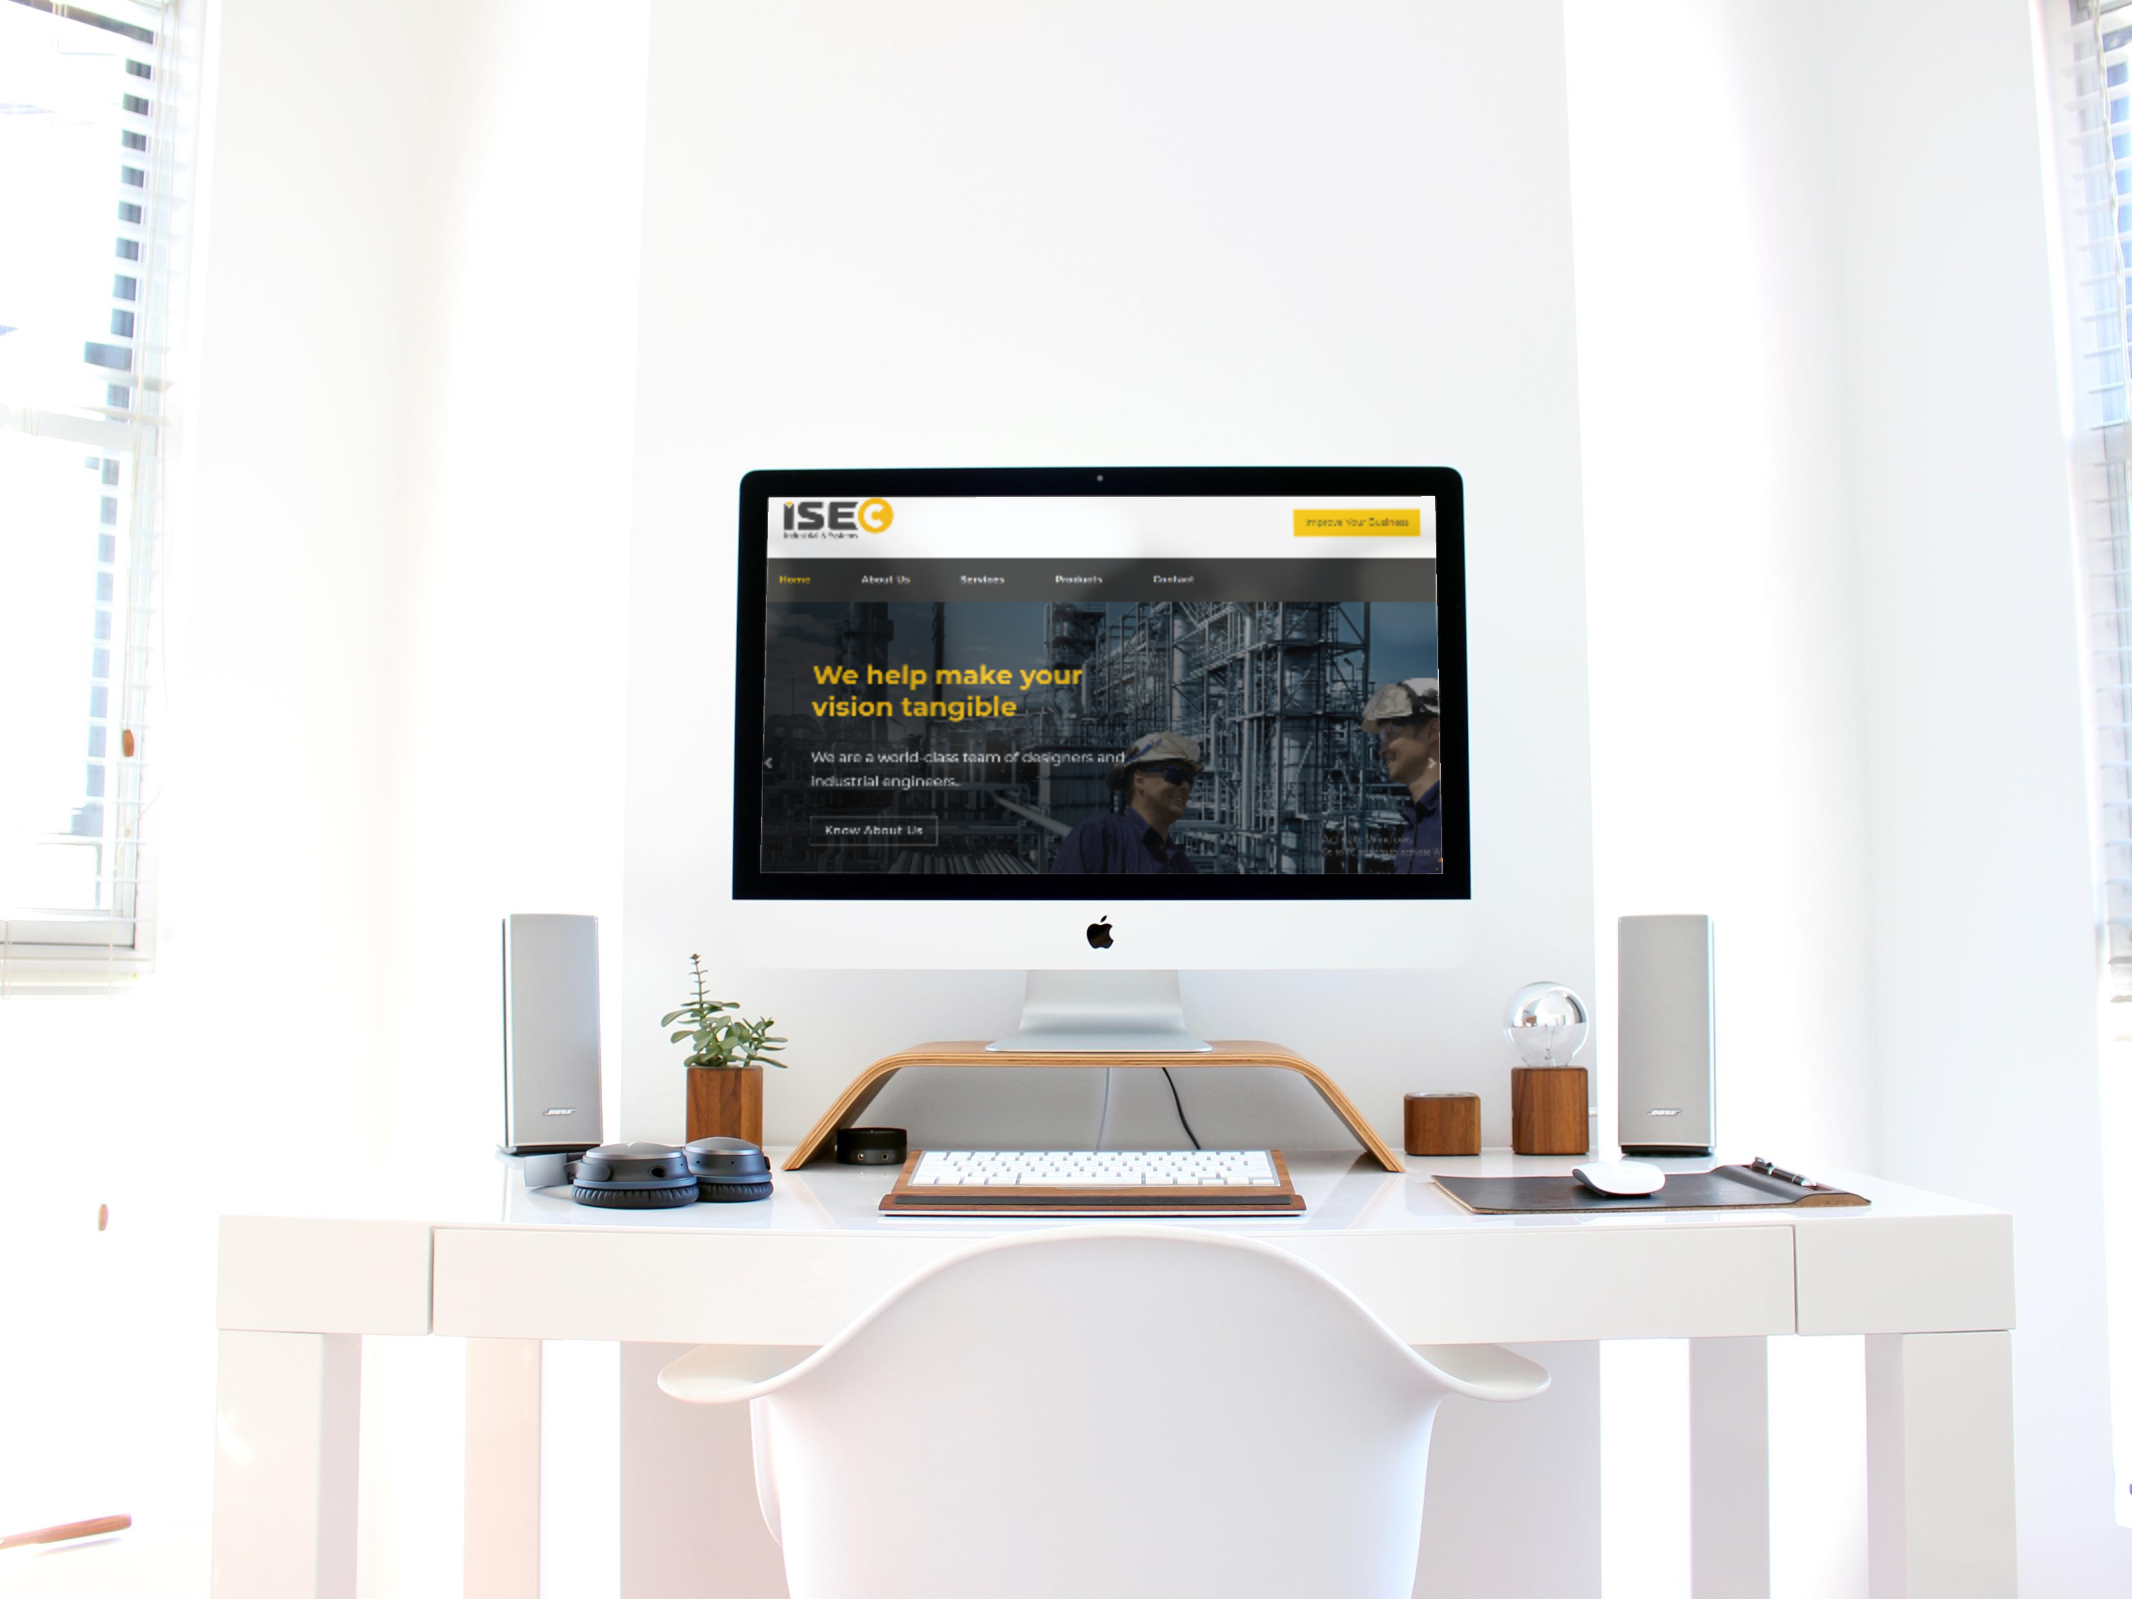 iSEC
Industrial & Systems
Improve Your Business
Home About Us Services Products Contact
We help make your
vision tangible
We are a world-class team of designers and
industrial engineers.
Know About Us
BOSE
BOSE